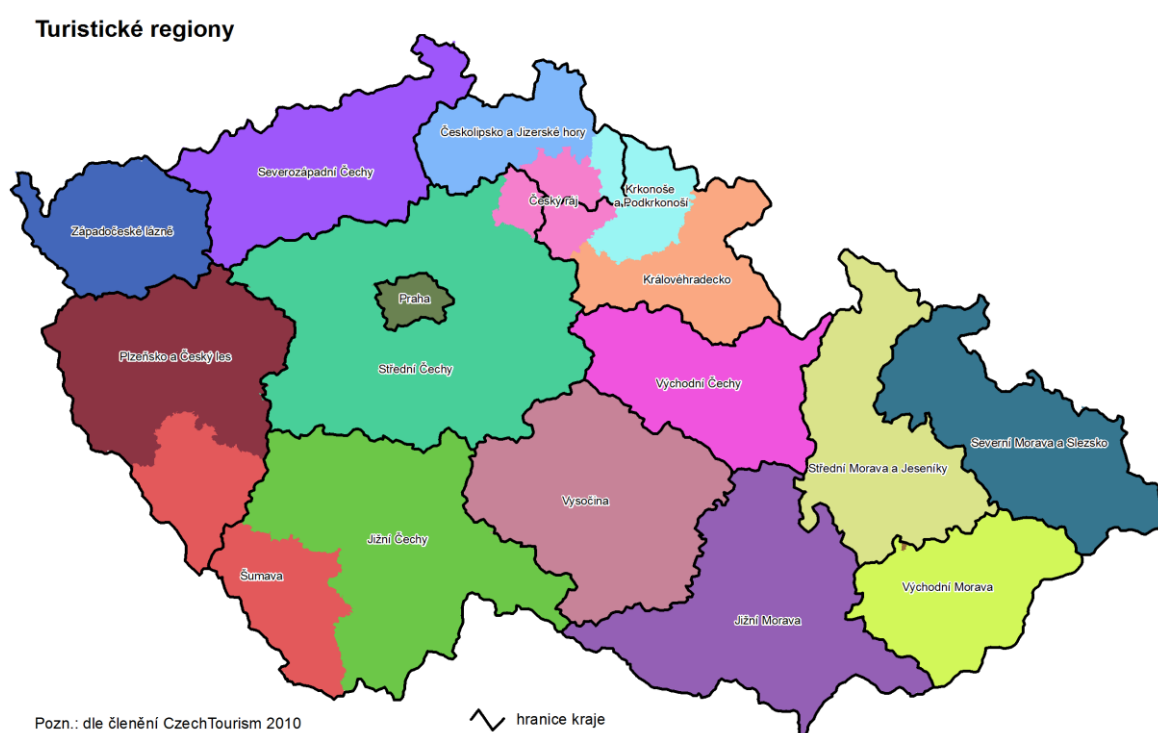 Turistické regiony
Českolipsko a Jizerské hory
Severozápadní Čechy
Krkonoše
a Podkrkonoší
Český ráj
Západočeské lázně
Královéhradecko
Praha
Plzeňsko a Český les
Střední Čechy
Východní Čechy
Severní Morava a Slezsko
Střední Morava a Jeseníky
Vysočina
Jižní Čechy
Šumava
Východní Morava
Jižní Morava
Pozn.: dle členění CzechTourism 2010
hranice kraje